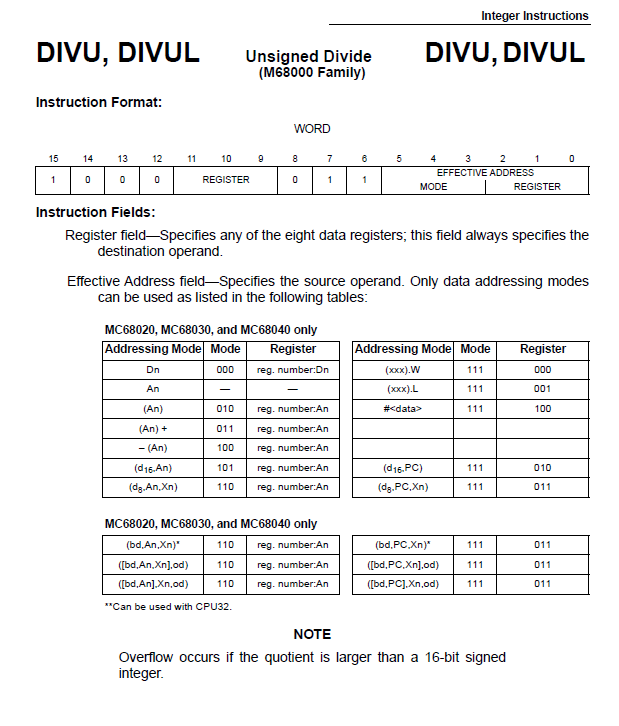 Integer Instructions
DIVU, DIVUL Unsigned Divide DIVU, DIVUL
(M68000 Family)
Instruction Format:
WORD
15 14 13 12 11 10 9 8 7 6 5 4 3 2 1 0
1 0 0 0 REGISTER 0 1 1 EFFECTIVE ADDRESS
MODE REGISTER
Instruction Fields:
Register field—Specifies any of the eight data registers; this field always specifies the
destination operand.
Effective Address field—Specifies the source operand. Only data addressing modes
can be used as listed in the following tables:
MC68020, MC68030, and MC68040 only
Addressing Mode Mode Register Addressing Mode Mode Register
Dn 000 reg. number:Dn (xxx).W 111 000
An — — (xxx).L 111 001
(An) 010 reg. number:An #<data> 111 100
(An) + 011 reg. number:An
– (An) 100 reg. number:An
(d16,An) 101 reg. number:An (d16,PC) 111 010
(d8,An,Xn) 110 reg. number:An (d8,PC,Xn) 111 011
MC68020, MC68030, and MC68040 only
(bd,An,Xn)* 110 reg. number:An (bd,PC,Xn)* 111 011
([bd,An,Xn],od) 110 reg. number:An ([bd,PC,Xn],od) 111 011
([bd,An],Xn,od) 110 reg. number:An ([bd,PC],Xn,od) 111 011
**Can be used with CPU32.
NOTE
Overflow occurs if the quotient is larger than a 16-bit signed
integer.